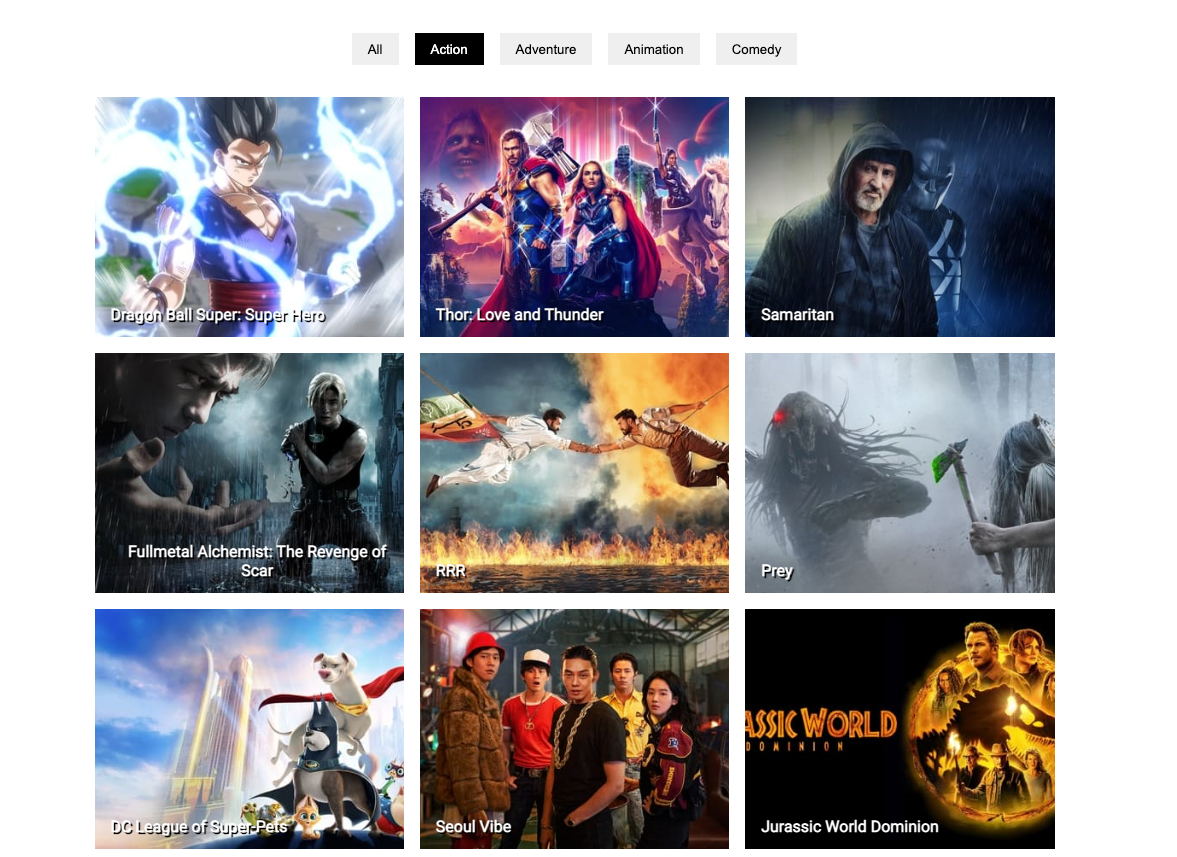 All
Action
Adventure
Animation
Comedy
Dragon Ball Super: Super Hero
Thor: Love and Thunder
Samaritan
Fullmetal Alchemist: The Revenge of
Scar
RRR
Prey
ASSIC WORLD
DOMINION
DC League of Super-Pets
Seoul Vibe
Jurassic World Dominion